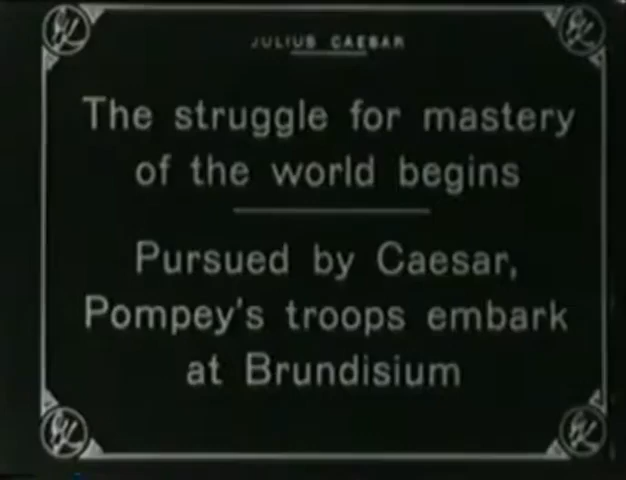 JULIUS CAESAR
The struggle for mastery
of the world begins
Pursued by Caesar,
Pompey's troops embark
at Brundisium